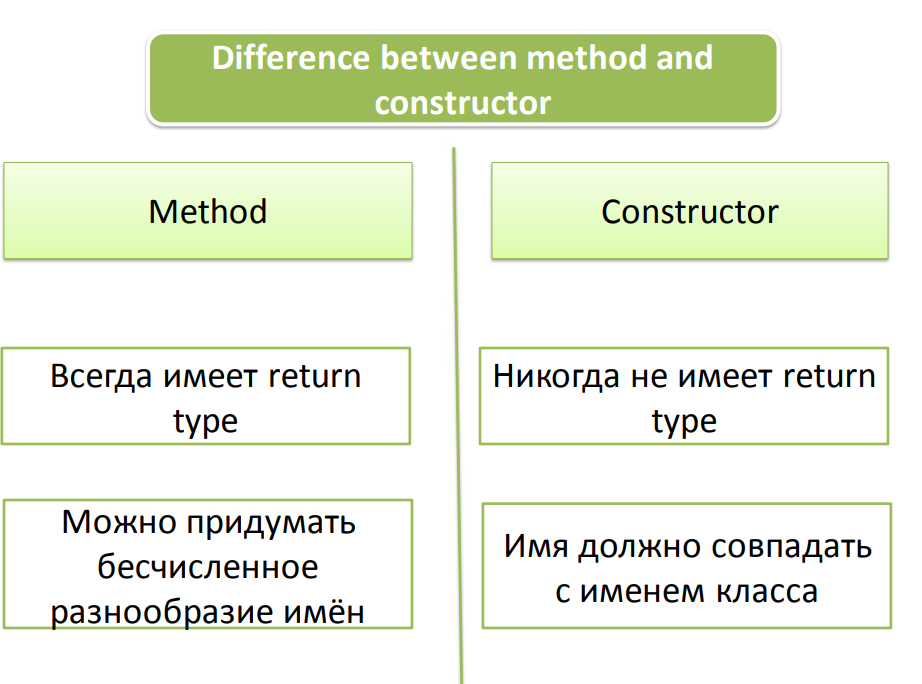 Difference between method and
constructor
Method
Constructor
Всегда имеет return
type
Никогда не имеет return
type
Можно придумать
бесчисленное
разнообразие имён
Имя должно совпадать
с именем класса